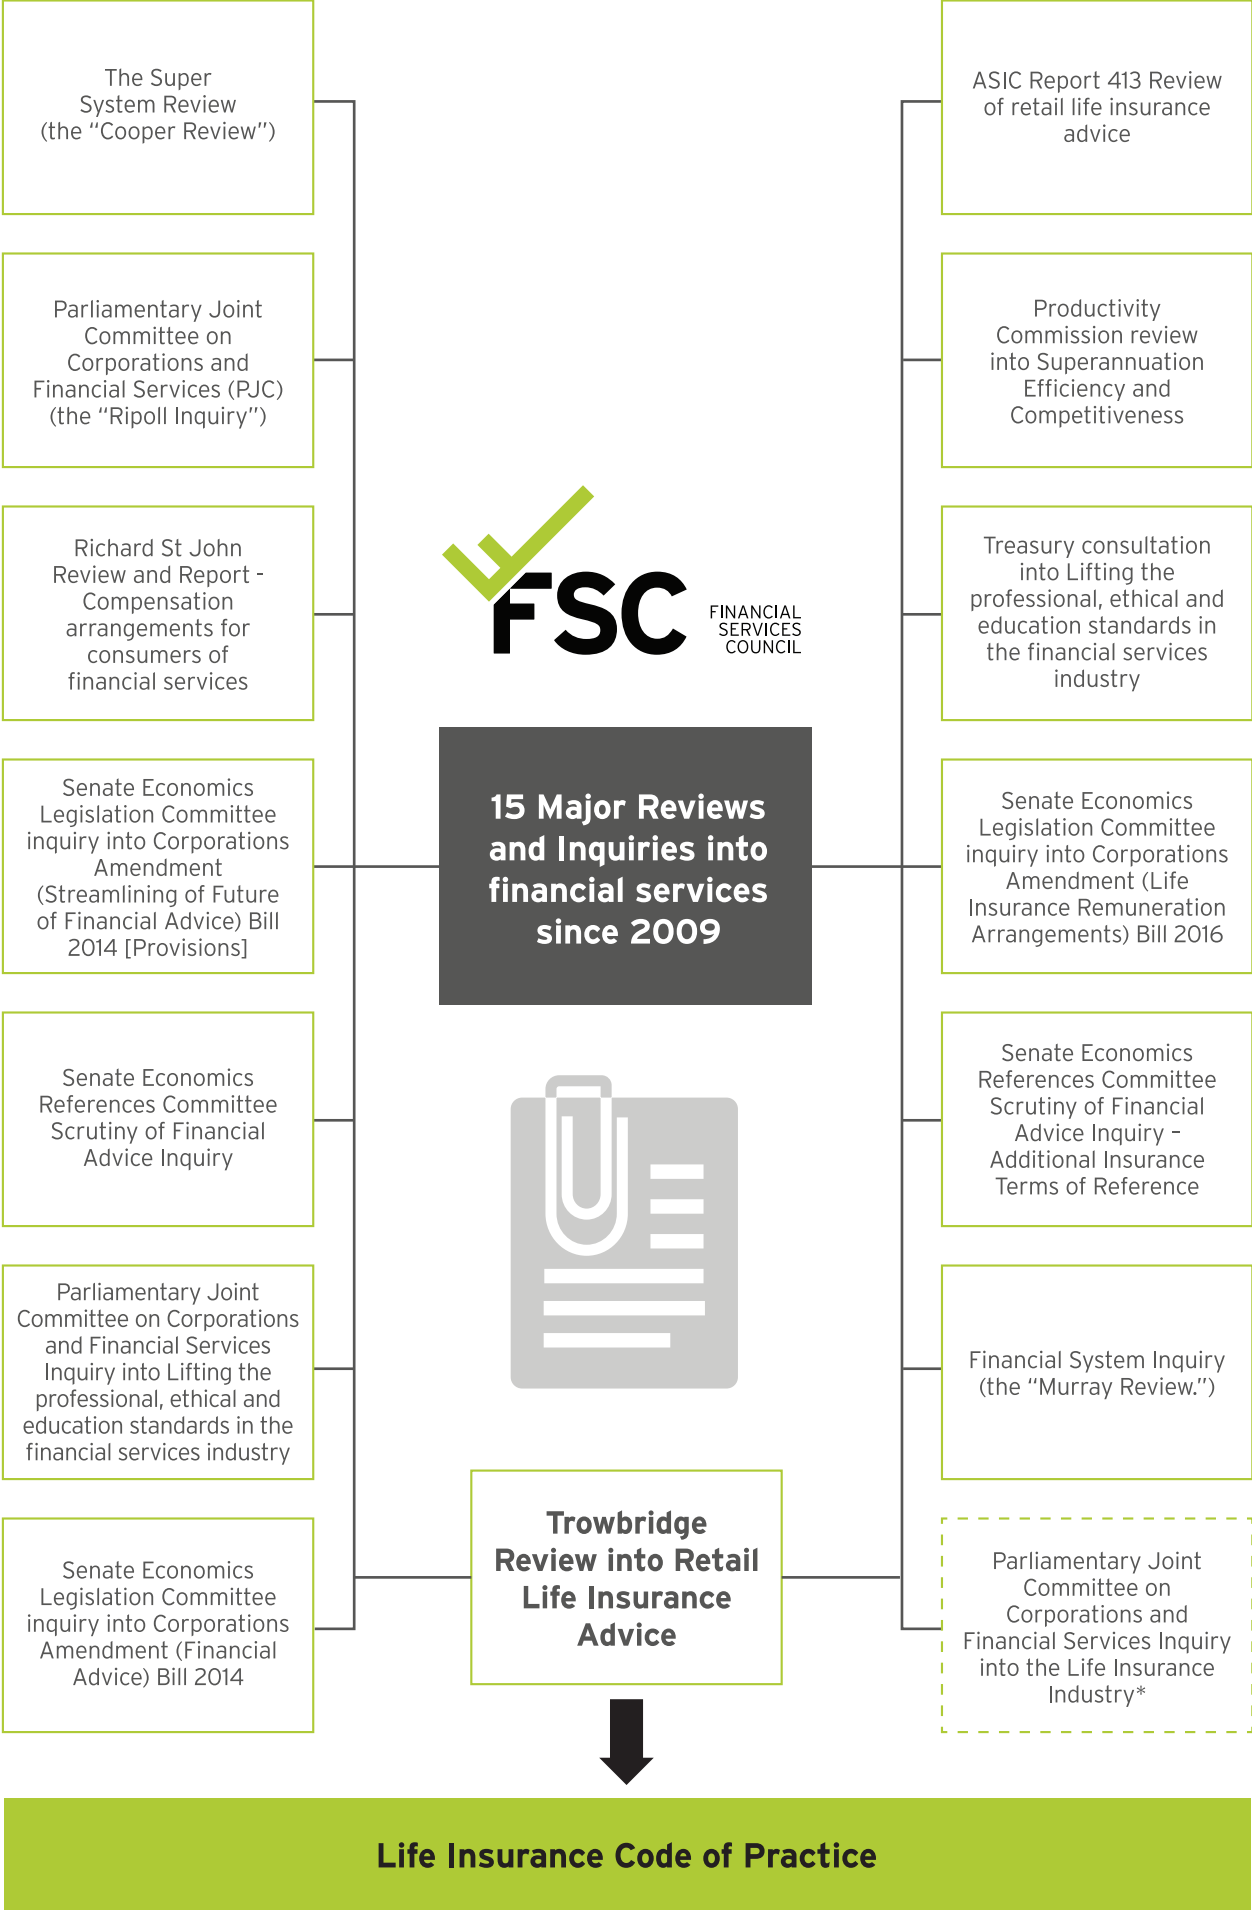 The Super
System Review
(the “Cooper Review”)
Parliamentary Joint
Committee on
Corporations and
Financial Services (PJC)
(the “Ripoll Inquiry”)
Richard St John
Review and Report -
Compensation
arrangements for
consumers of
financial services
Senate Economics
Legislation Committee
inquiry into Corporations
Amendment
(Streamlining of Future
of Financial Advice) Bill
2014 [Provisions]
Senate Economics
References Committee
Scrutiny of Financial
Advice Inquiry
Parliamentary Joint
Committee on Corporations
and Financial Services
Inquiry into Lifting the
professional, ethical and
education standards in the
financial services industry
Senate Economics
Legislation Committee
inquiry into Corporations
Amendment (Financial
Advice) Bill 2014
FSC
FINANCIAL
SERVICES
COUNCIL
15 Major Reviews
and Inquiries into
financial services
since 2009
Trowbridge
Review into Retail
Life Insurance
Advice
ASIC Report 413 Review
of retail life insurance
advice
Productivity
Commission review
into Superannuation
Efficiency and
Competitiveness
Treasury consultation
into Lifting the
professional, ethical and
education standards in
the financial services
industry
Senate Economics
Legislation Committee
inquiry into Corporations
Amendment (Life
Insurance Remuneration
Arrangements) Bill 2016
Senate Economics
References Committee
Scrutiny of Financial
Advice Inquiry –
Additional Insurance
Terms of Reference
Financial System Inquiry
(the “Murray Review.”)
Parliamentary Joint
Committee on
Corporations and
Financial Services Inquiry
into the Life Insurance
Industry*
Life Insurance Code of Practice